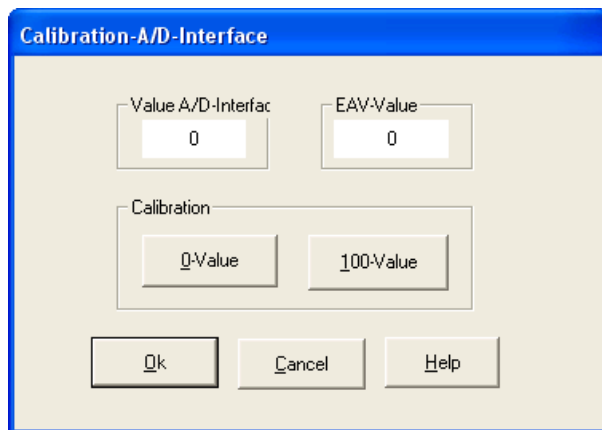 Calibration-A/D-Interface
Value A/D-Interfac EAV-Value
0 0
Calibration
0-Value 100-Value
Ok Cancel Help